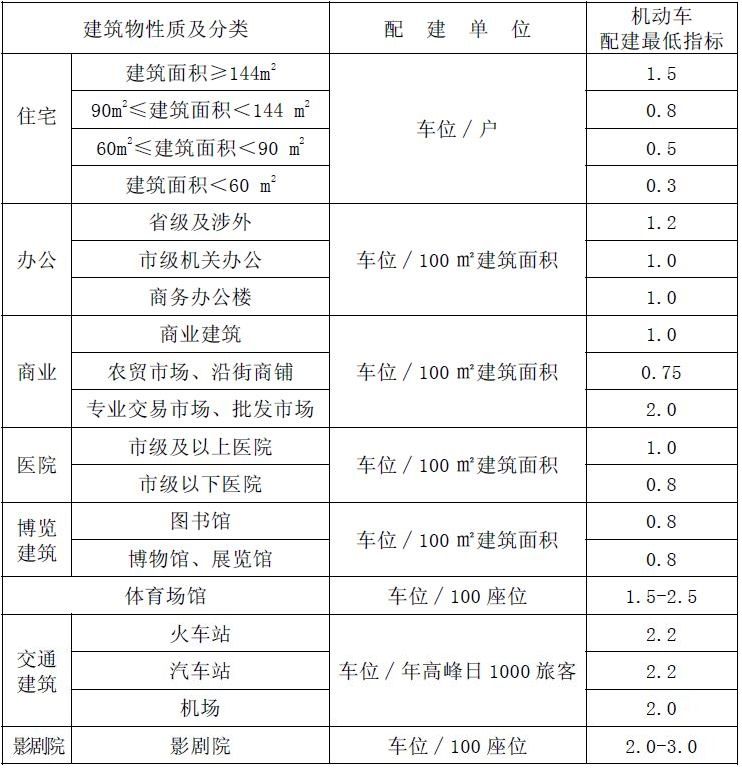 建筑物性质及分类 配建单位 机动车
配建最低指标
住宅 建筑面积≥144m² 车位/户 1.5
90m²≤建筑面积<144 m² 0.8
60m²≤建筑面积<90 m² 0.5
建筑面积<60 m² 0.3
办公 省级及涉外 车位/100 ㎡建筑面积 1.2
市级机关办公 1.0
商务办公楼 1.0
商业 商业建筑 车位/100 ㎡建筑面积 1.0
农贸市场、沿街商铺 0.75
专业交易市场、批发市场 2.0
医院 市级及以上医院 车位/100 ㎡建筑面积 1.0
市级以下医院 0.8
博览
建筑 图书馆 车位/100 ㎡建筑面积 0.8
博物馆、展览馆 0.8
体育场馆 车位/100 座位 1.5-2.5
交通
建筑 火车站 车位/年高峰日1000旅客 2.2
汽车站 2.2
机场 2.0
影剧院 影剧院 车位/100 座位 2.0-3.0